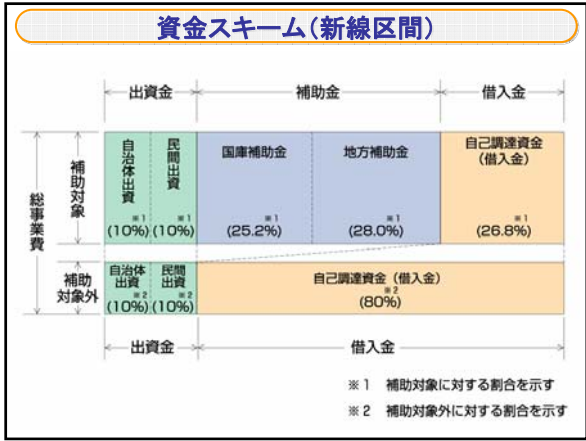 資金スキーム(新線区間)
出資金
補助金
借入金
総事業費
補助対象
自治体出資
※1
(10%)
民間出資
※1
(10%)
国庫補助金
※1
(25.2%)
地方補助金
※1
(28.0%)
自己調達資金
(借入金)
※1
(26.8%)
補助
対象外
自治体
出資
※2
(10%)
民間
出資
※2
(10%)
自己調達資金(借入金)
※2
(80%)
出資金
借入金
※1 補助対象に対する割合を示す
※2 補助対象外に対する割合を示す